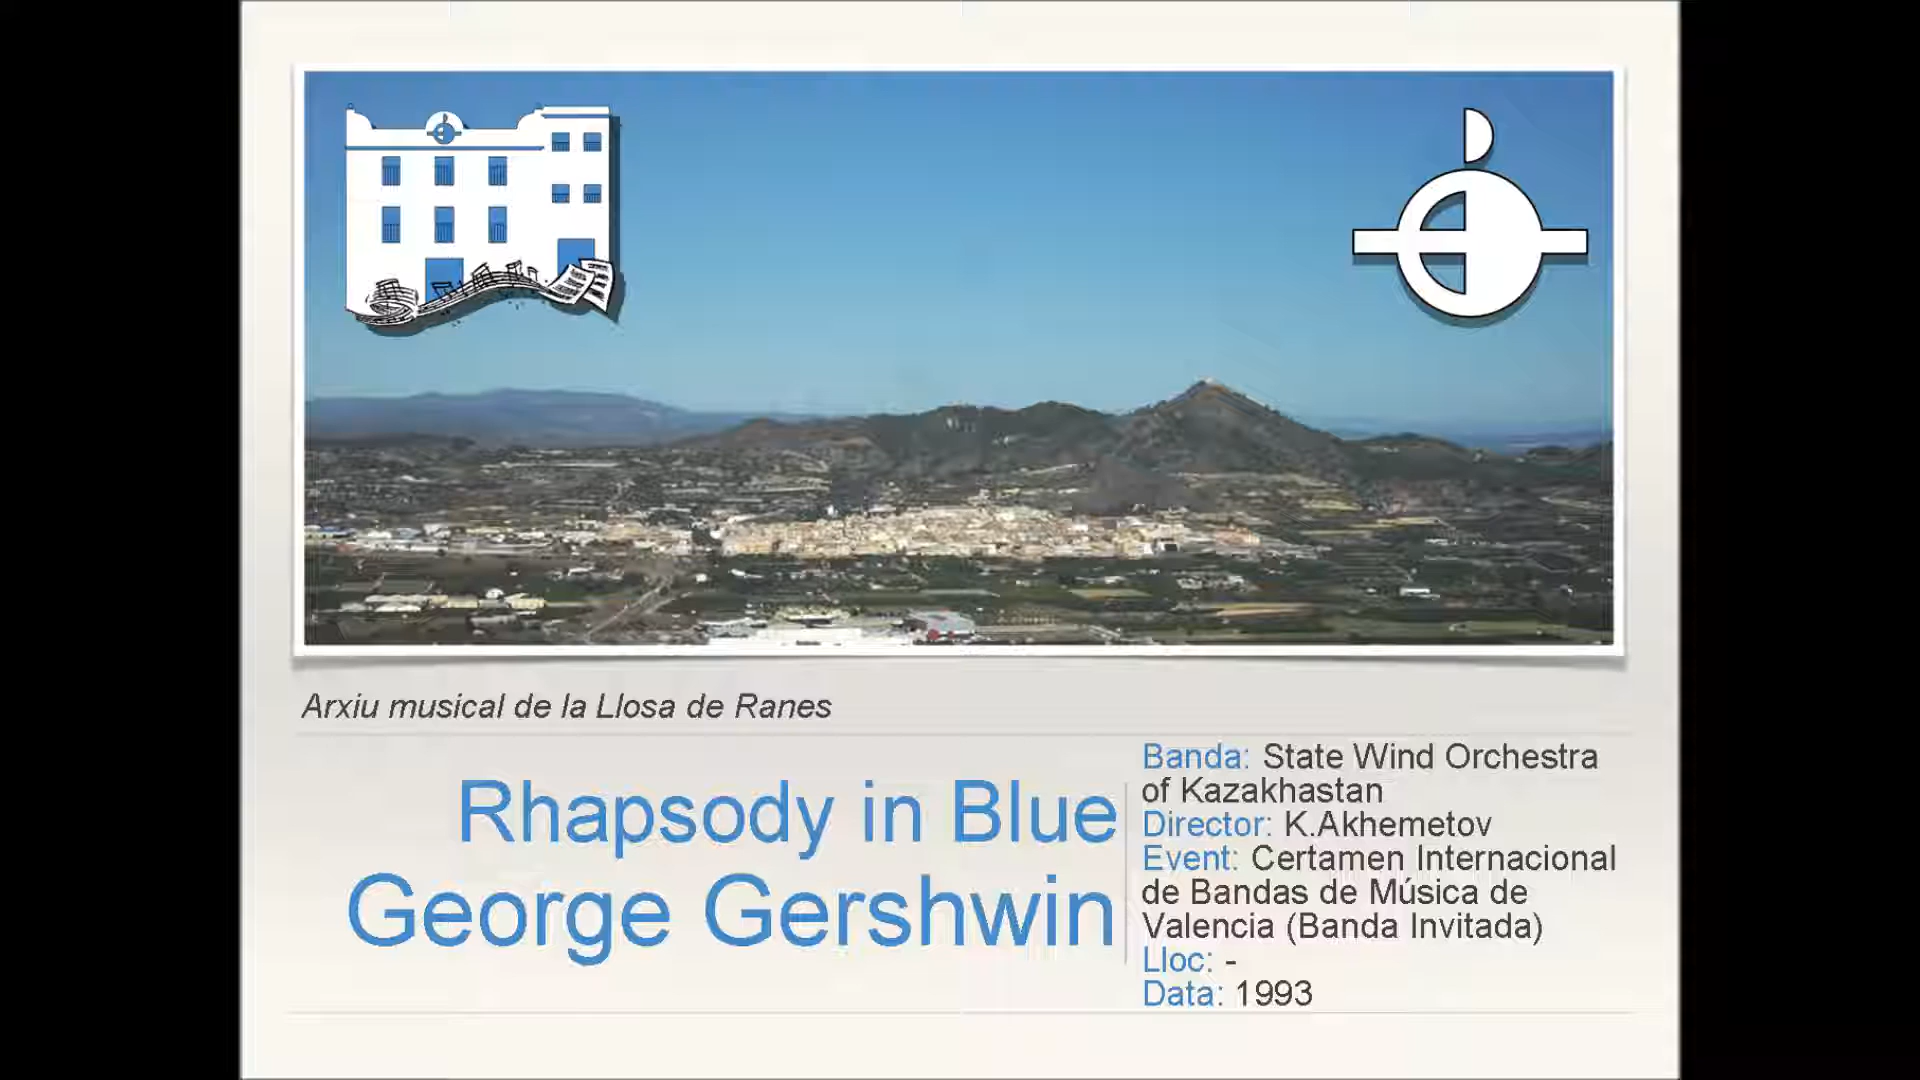 Arxiu musical de la Llosa de Ranes
Rhapsody in Blue
George Gershwin
Banda: State Wind Orchestra
of Kazakhastan
Director: K.Akhemetov
Event: Certamen Internacional
de Bandas de Música de
Valencia (Banda Invitada)
Lloc: -
Data: 1993